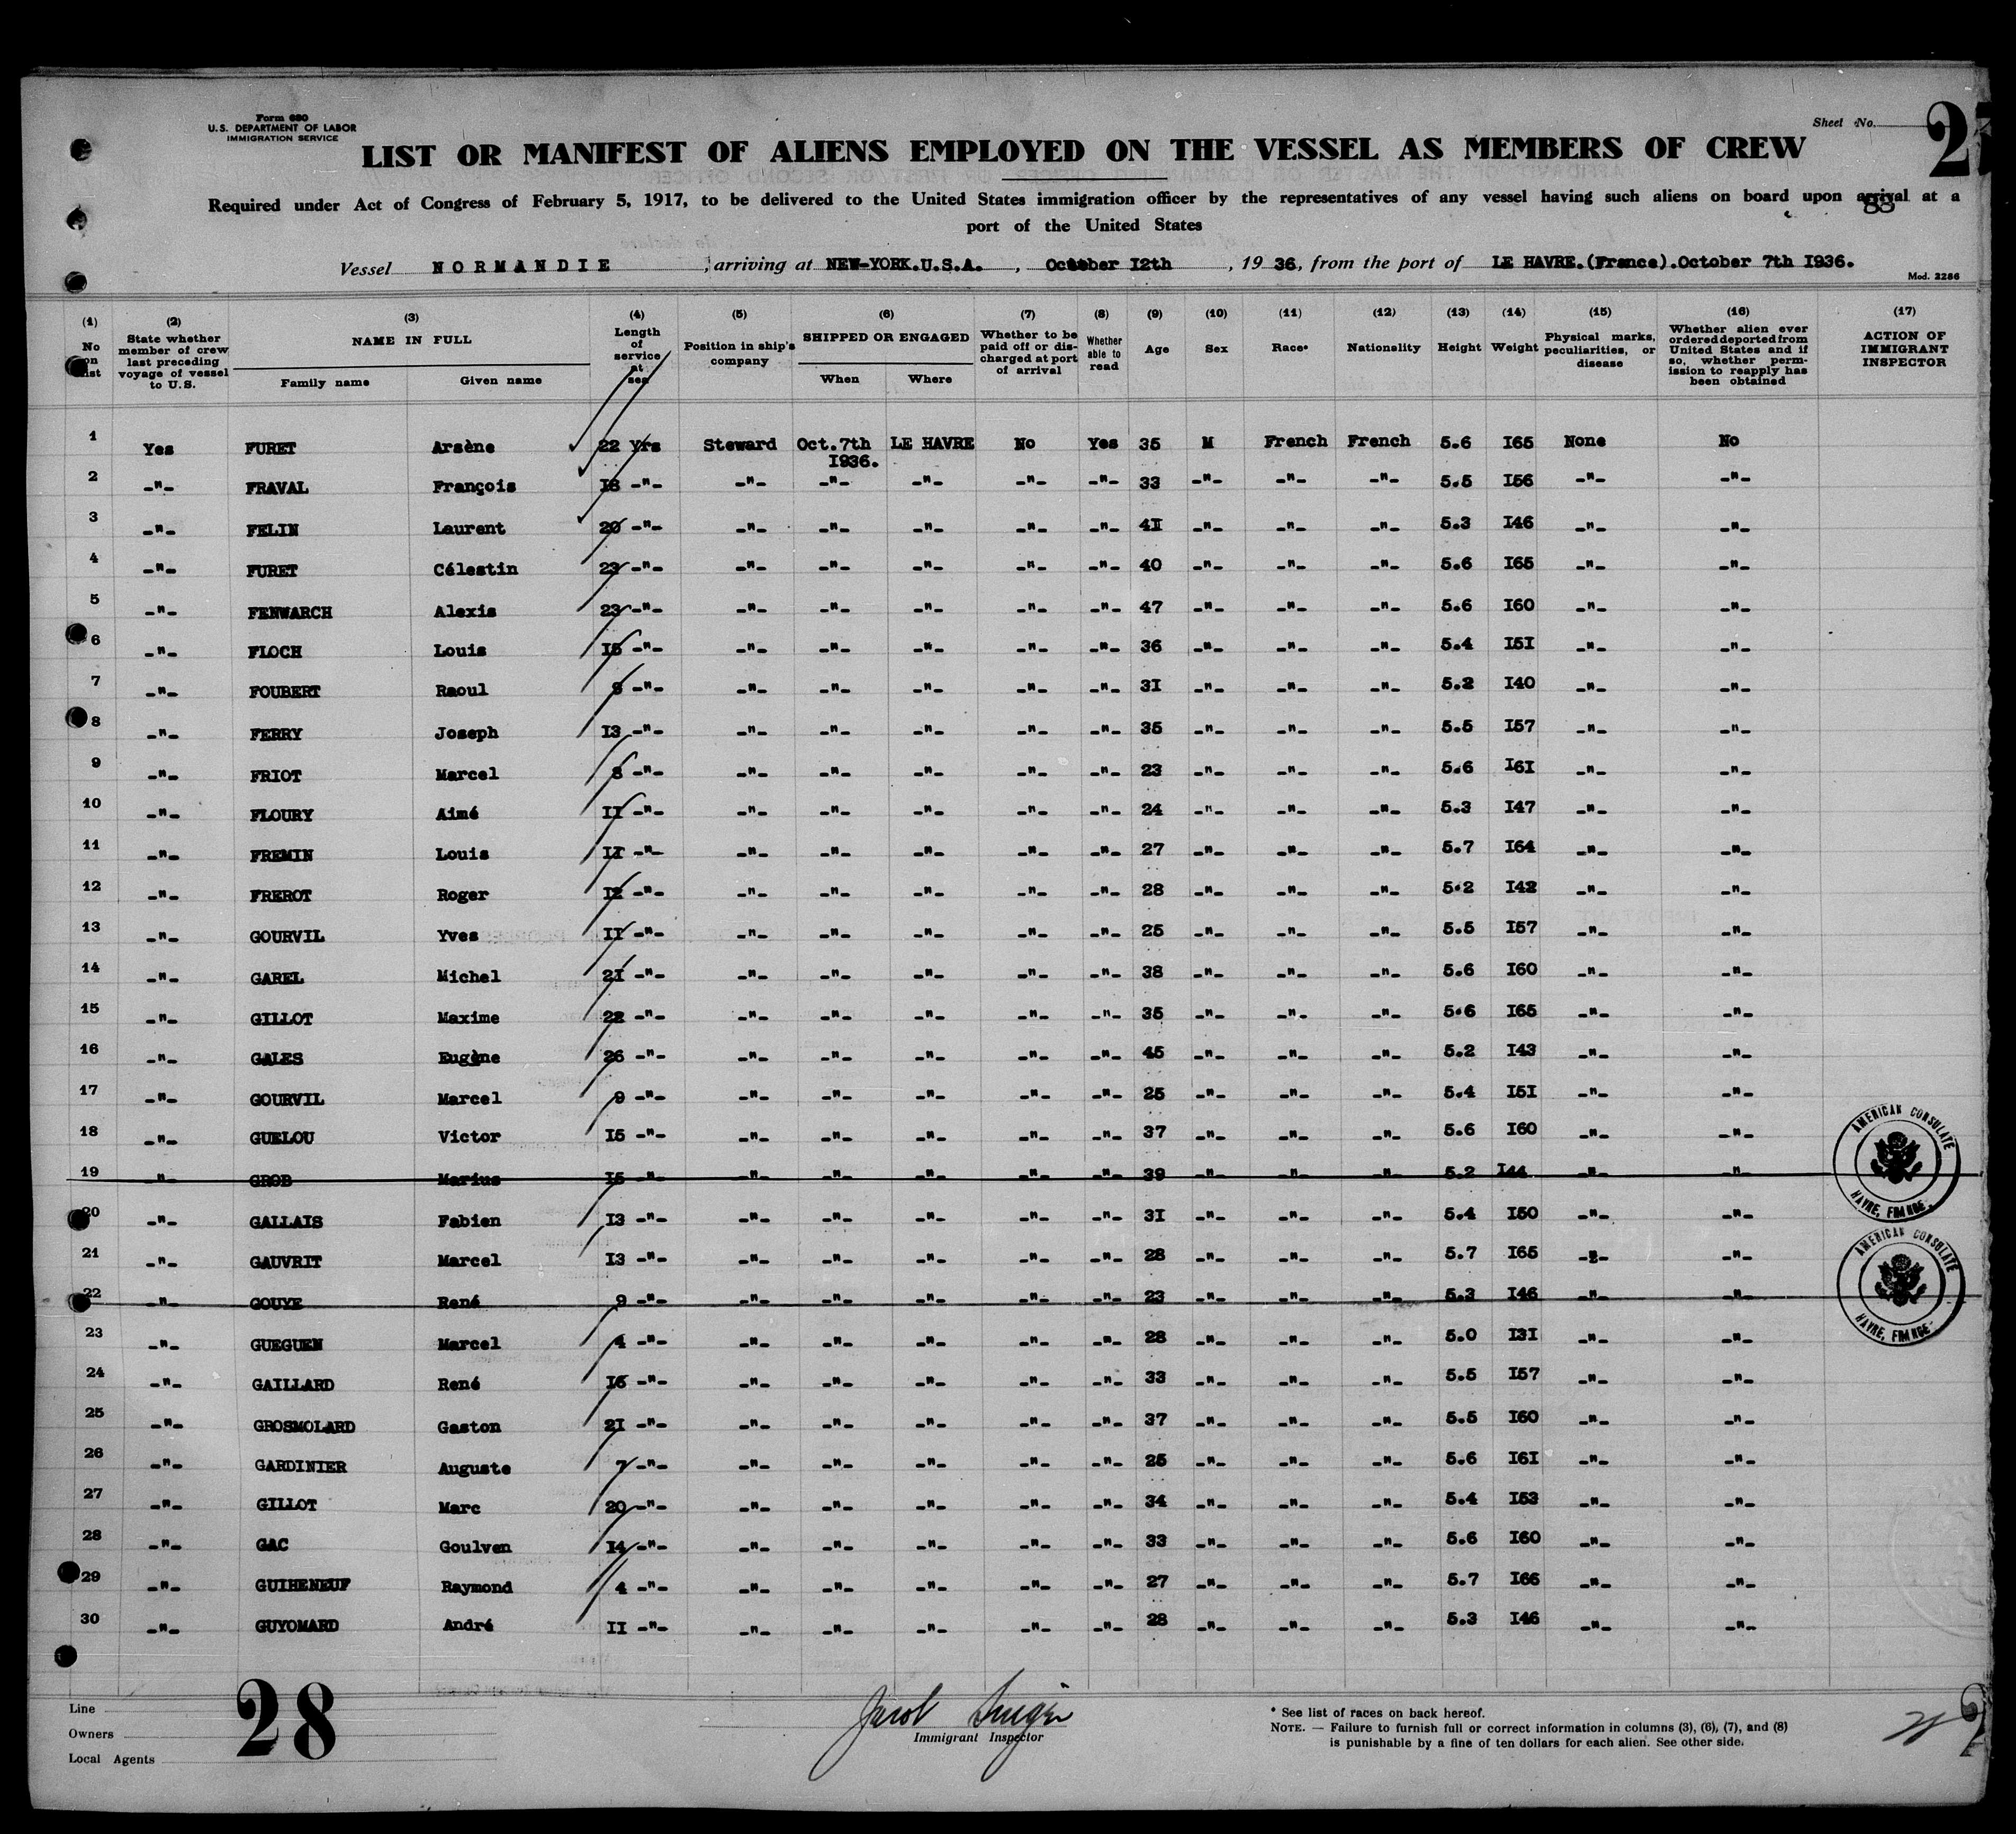 Form 680
U.S. DEPARTMENT OF LABOR
IMMIGRATION SERVICE
Sheet No.
2
LIST OR MANIFEST OF ALIENS EMPLOYED ON THE VESSEL AS MEMBERS OF CREW
Required under Act of Congress of February 5, 1917, to be delivered to the United States immigration officer by the representatives of any vessel having such aliens on board upon arrival at a
port of the United States
Vessel NORMANDIE , arriving at NEW-YORK.U.S.A. , October I2th , 19 36, from the port of LE HAVRE.(France).October 7th I936.
Mod. 2286
(1) No on list (2) State whether member of crew last preceding voyage of vessel to U.S. (3) NAME IN FULL Family name Given name (4) Length of service at sea (5) Position in ship's company (6) SHIPPED OR ENGAGED When Where (7) Whether to be paid off or discharged at port of arrival (8) Whether able to read (9) Age (10) Sex (11) Race* (12) Nationality (13) Height (14) Weight (15) Physical marks, peculiarities, or disease (16) Whether alien ever ordered deported from United States and if so, whether permission to reapply has been obtained (17) ACTION OF IMMIGRANT INSPECTOR
1 Yes FURET Arsène 22 yrs Steward Oct.7th I936. LE HAVRE No Yes 35 M French French 5.6 I65 None No
2 -"- FRAVAL François I8 -"- -"- -"- -"- -"- -"- 33 -"- -"- -"- 5.5 I56 -"- -"-
3 -"- FELIN Laurent 20 -"- -"- -"- -"- -"- -"- 4I -"- -"- -"- 5.3 I46 -"- -"-
4 -"- FURET Célestin 23 -"- -"- -"- -"- -"- -"- 40 -"- -"- -"- 5.6 I65 -"- -"-
5 -"- FENWARCH Alexis 23 -"- -"- -"- -"- -"- -"- 47 -"- -"- -"- 5.6 I60 -"- -"-
6 -"- FLOCH Louis I5 -"- -"- -"- -"- -"- -"- 36 -"- -"- -"- 5.4 I5I -"- -"-
7 -"- FOUBERT Raoul -"- -"- -"- -"- -"- -"- 3I -"- -"- -"- 5.2 I40 -"- -"-
8 -"- FERRY Joseph I3 -"- -"- -"- -"- -"- -"- 35 -"- -"- -"- 5.5 I57 -"- -"-
9 -"- FRIOT Marcel 8 -"- -"- -"- -"- -"- -"- 23 -"- -"- -"- 5.6 I6I -"- -"-
10 -"- FLOURY Aimé II -"- -"- -"- -"- -"- -"- 24 -"- -"- -"- 5.3 I47 -"- -"-
11 -"- FREMIN Louis II -"- -"- -"- -"- -"- -"- 27 -"- -"- -"- 5.7 I64 -"- -"-
12 -"- FREROT Roger I2 -"- -"- -"- -"- -"- -"- 28 -"- -"- -"- 5.2 I42 -"- -"-
13 -"- GOURVIL Yves II -"- -"- -"- -"- -"- -"- 25 -"- -"- -"- 5.5 I57 -"- -"-
14 -"- GAREL Michel 2I -"- -"- -"- -"- -"- -"- 38 -"- -"- -"- 5.6 I60 -"- -"-
15 -"- GILLOT Maxime 22 -"- -"- -"- -"- -"- -"- 35 -"- -"- -"- 5.6 I65 -"- -"-
16 -"- GALES Eugène 26 -"- -"- -"- -"- -"- -"- 45 -"- -"- -"- 5.2 I43 -"- -"-
17 -"- GOURVIL Marcel 9 -"- -"- -"- -"- -"- -"- 25 -"- -"- -"- 5.4 I5I -"- -"-
18 -"- GUELOU Victor I5 -"- -"- -"- -"- -"- -"- 37 -"- -"- -"- 5.6 I60 -"- -"-
19 -"- GROB Marius I5 -"- -"- -"- -"- -"- -"- 39 -"- -"- -"- 5.2 I44 -"- -"-
AMERICAN CONSULATE HAVRE, FRANCE.
20 -"- GALLAIS Fabien I3 -"- -"- -"- -"- -"- -"- 3I -"- -"- -"- 5.4 I50 -"- -"-
21 -"- GAUVRIT Marcel I3 -"- -"- -"- -"- -"- -"- 28 -"- -"- -"- 5.7 I65 -"- -"-
22 -"- GOUYE René 9 -"- -"- -"- -"- -"- -"- 23 -"- -"- -"- 5.3 I46 -"- -"-
AMERICAN CONSULATE HAVRE, FRANCE.
23 -"- GUEGUEN Marcel 4 -"- -"- -"- -"- -"- -"- 28 -"- -"- -"- 5.0 I3I -"- -"-
24 -"- GAILLARD René I6 -"- -"- -"- -"- -"- -"- 33 -"- -"- -"- 5.5 I57 -"- -"-
25 -"- GROSMOLARD Gaston 2I -"- -"- -"- -"- -"- -"- 37 -"- -"- -"- 5.5 I60 -"- -"-
26 -"- GARDINIER Auguste 7 -"- -"- -"- -"- -"- -"- 25 -"- -"- -"- 5.6 I6I -"- -"-
27 -"- GILLOT Marc 20 -"- -"- -"- -"- -"- -"- 34 -"- -"- -"- 5.4 I53 -"- -"-
28 -"- GAC Goulven I4 -"- -"- -"- -"- -"- -"- 33 -"- -"- -"- 5.6 I60 -"- -"-
29 -"- GUIHENEUF Raymond 4 -"- -"- -"- -"- -"- -"- 27 -"- -"- -"- 5.7 I66 -"- -"-
30 -"- GUYOMARD André II -"- -"- -"- -"- -"- -"- 28 -"- -"- -"- 5.3 I46 -"- -"-
Line
Owners
Local Agents
28
Immigrant Inspector
* See list of races on back hereof.
NOTE. — Failure to furnish full or correct information in columns (3), (6), (7), and (8)
is punishable by a fine of ten dollars for each alien. See other side.